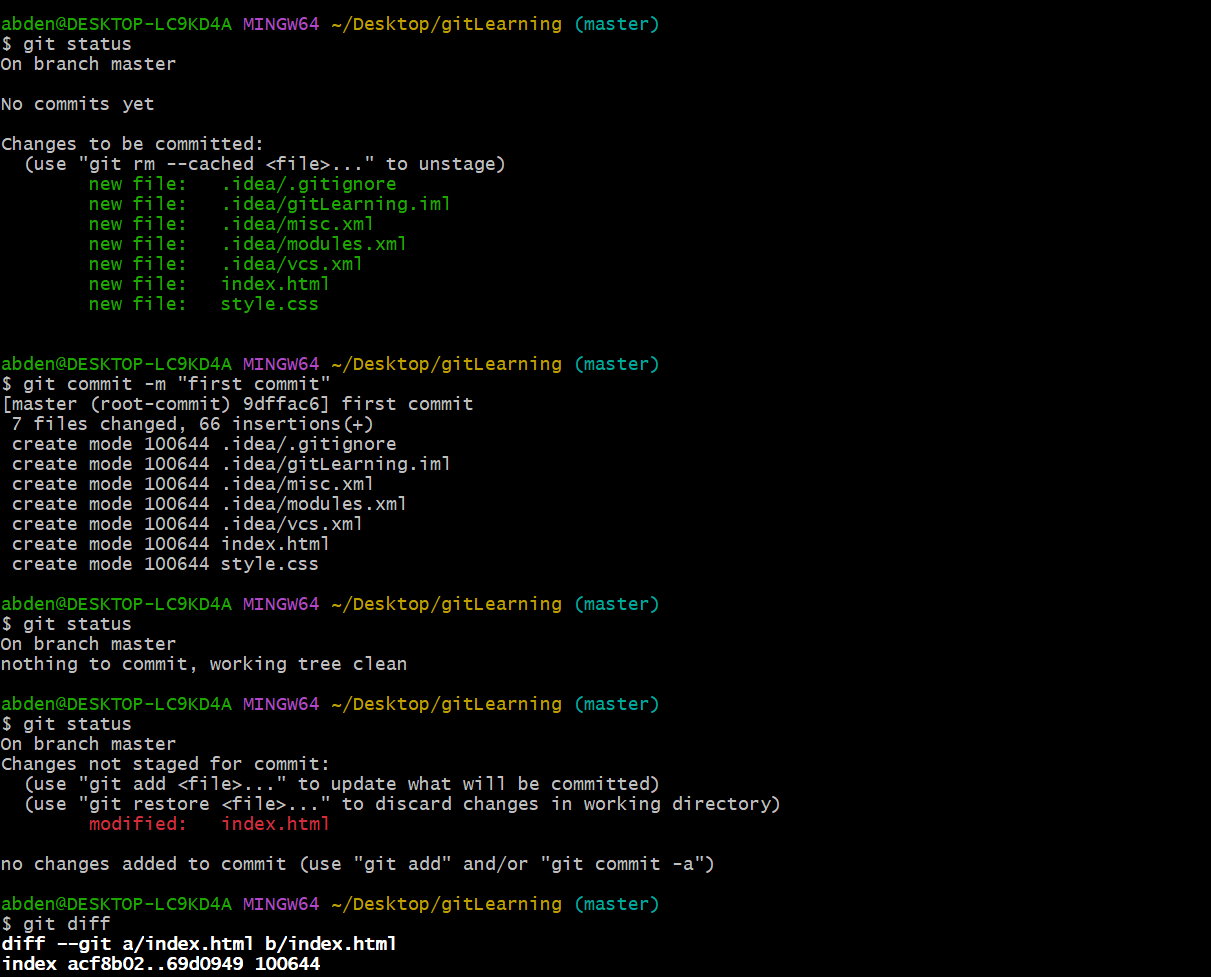 abden@DESKTOP-LC9KD4A MINGW64 ~/Desktop/gitLearning (master)
$ git status
On branch master
No commits yet
Changes to be committed:
  (use "git rm --cached <file>..." to unstage)
        new file:   .idea/.gitignore
        new file:   .idea/gitLearning.iml
        new file:   .idea/misc.xml
        new file:   .idea/modules.xml
        new file:   .idea/vcs.xml
        new file:   index.html
        new file:   style.css
abden@DESKTOP-LC9KD4A MINGW64 ~/Desktop/gitLearning (master)
$ git commit -m "first commit"
[master (root-commit) 9dffac6] first commit
 7 files changed, 66 insertions(+)
 create mode 100644 .idea/.gitignore
 create mode 100644 .idea/gitLearning.iml
 create mode 100644 .idea/misc.xml
 create mode 100644 .idea/modules.xml
 create mode 100644 .idea/vcs.xml
 create mode 100644 index.html
 create mode 100644 style.css
abden@DESKTOP-LC9KD4A MINGW64 ~/Desktop/gitLearning (master)
$ git status
On branch master
nothing to commit, working tree clean
abden@DESKTOP-LC9KD4A MINGW64 ~/Desktop/gitLearning (master)
$ git status
On branch master
Changes not staged for commit:
  (use "git add <file>..." to update what will be committed)
  (use "git restore <file>..." to discard changes in working directory)
        modified:   index.html
no changes added to commit (use "git add" and/or "git commit -a")
abden@DESKTOP-LC9KD4A MINGW64 ~/Desktop/gitLearning (master)
$ git diff
diff --git a/index.html b/index.html
index acf8b02..69d0949 100644